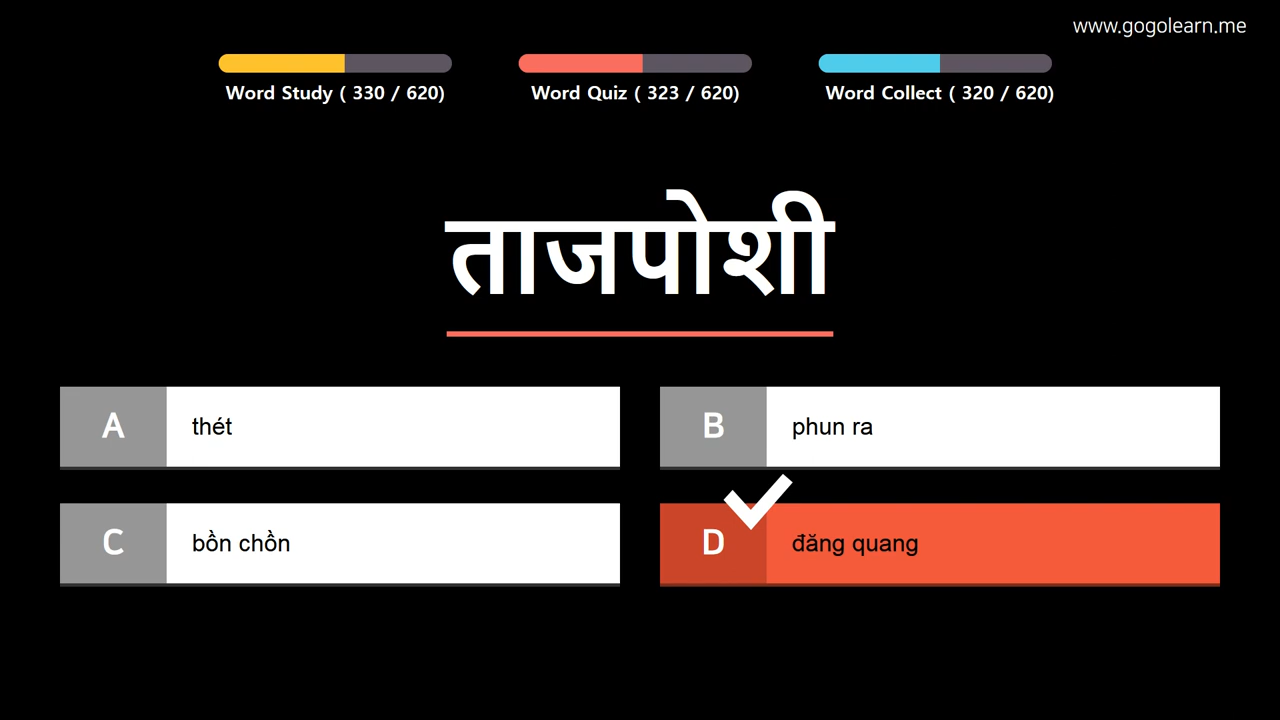 www.gogolearn.me
Word Study ( 330 / 620)
Word Quiz ( 323 / 620)
Word Collect ( 320 / 620)
ताजपोशी
A
thét
B
phun ra
C
bồn chồn
D
đăng quang